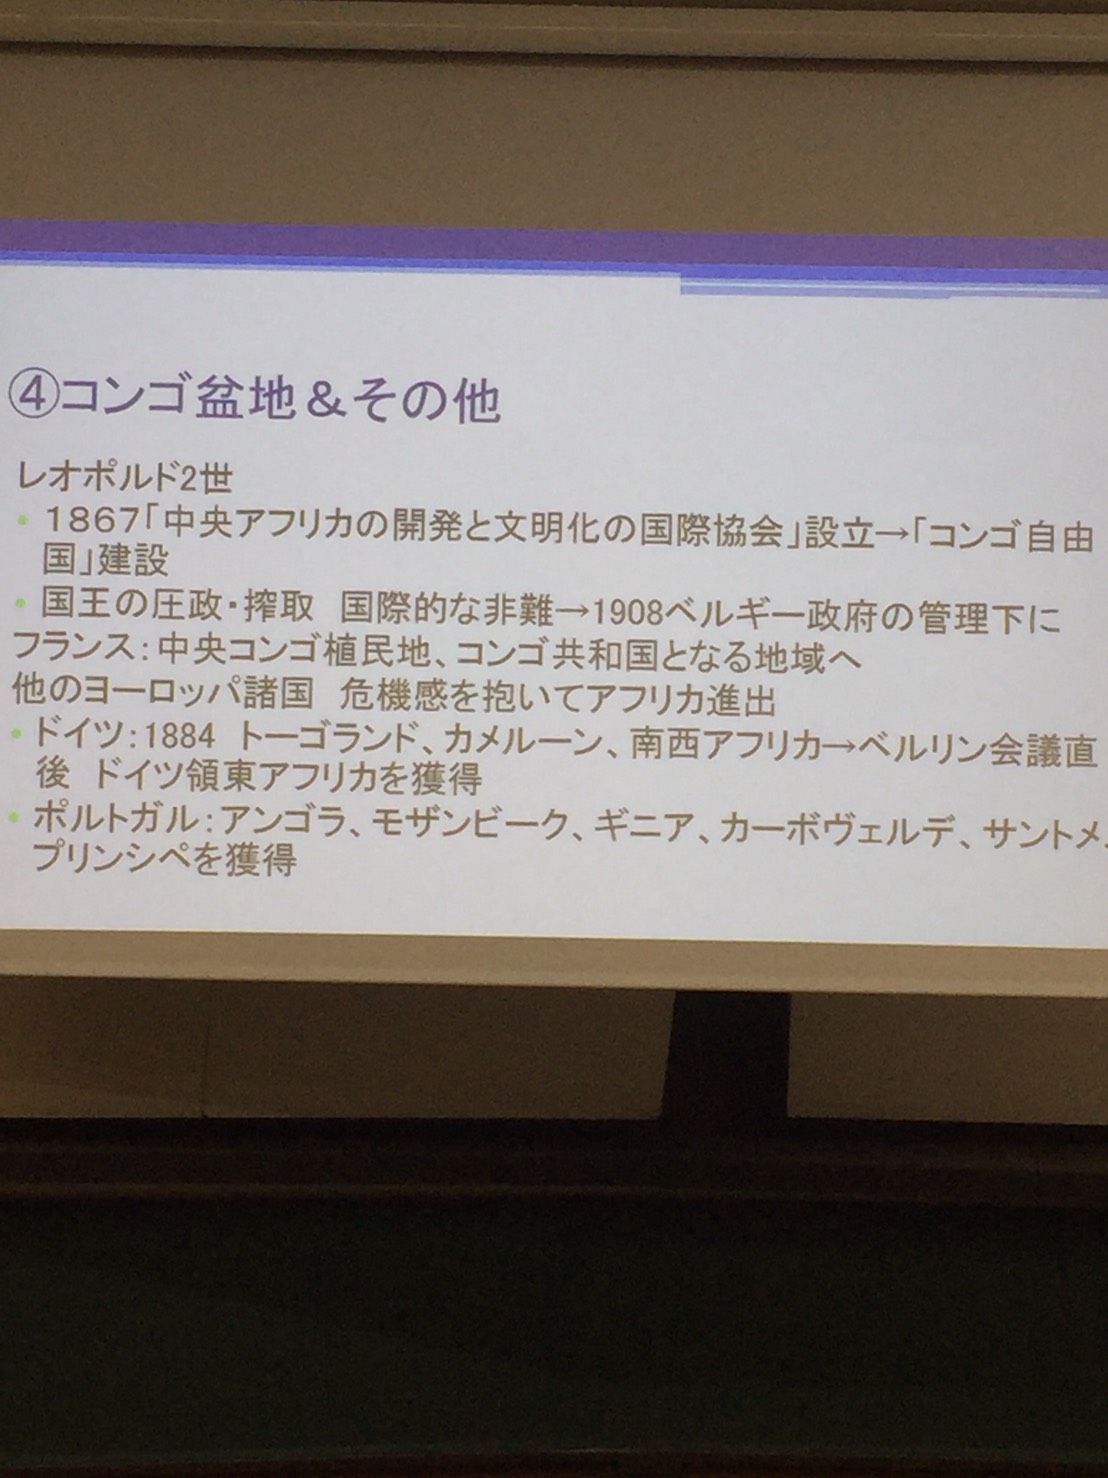 ④コンゴ盆地＆その他
レオポルド2世
• 1867「中央アフリカの開発と文明化の国際協会」設立→「コンゴ自由
国」建設
• 国王の圧政・搾取　国際的な非難→1908ベルギー政府の管理下に
フランス：中央コンゴ植民地、コンゴ共和国となる地域へ
他のヨーロッパ諸国　危機感を抱いてアフリカ進出
• ドイツ：1884　トーゴランド、カメルーン、南西アフリカ→ベルリン会議直
後　ドイツ領東アフリカを獲得
• ポルトガル：アンゴラ、モザンビーク、ギニア、カーボヴェルデ、サントメ
プリンシペを獲得